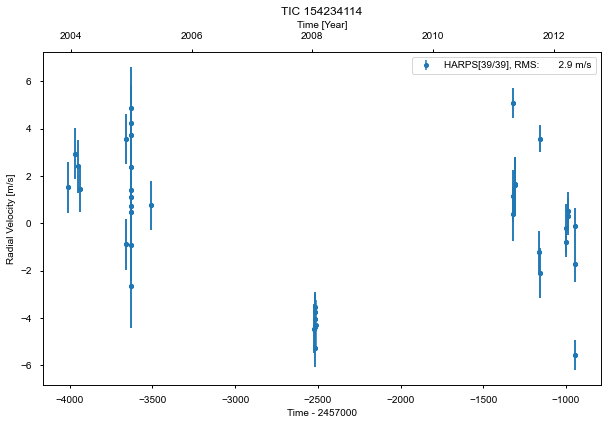 TIC 154234114
Time [Year]
2004 2006 2008 2010 2012
HARPS[39/39], RMS: 2.9 m/s
Radial Velocity [m/s]
6
4
2
0
−2
−4
−6
−4000 −3500 −3000 −2500 −2000 −1500 −1000
Time - 2457000